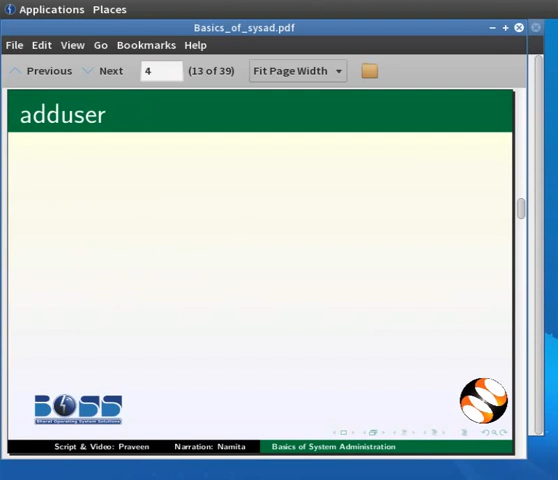 Applications Places
Basics_of_sysad.pdf
File Edit View Go Bookmarks Help
Previous Next 4 (13 of 39) Fit Page Width
adduser
BOSS
Bharat Operating System Solutions
Script & Video: Praveen Narration: Namita Basics of System Administration